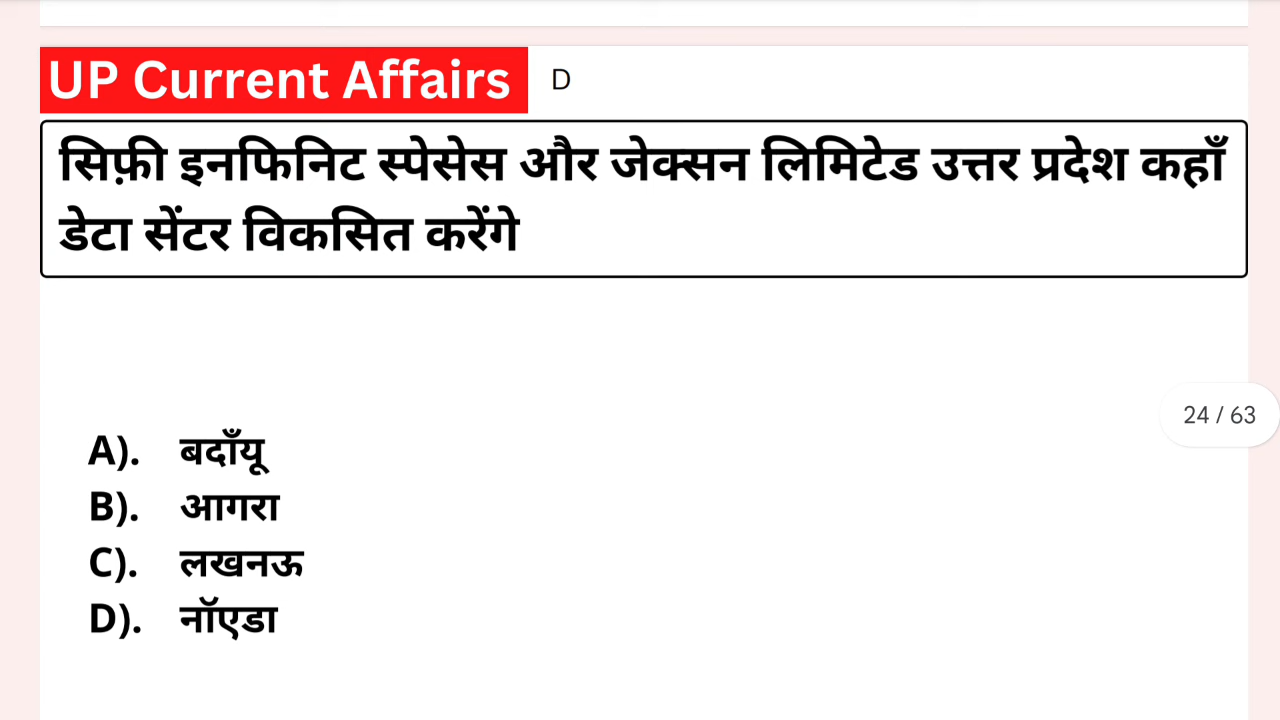 UP Current Affairs D
सिफ़ी इनफिनिट स्पेसेस और जेक्सन लिमिटेड उत्तर प्रदेश कहाँ
डेटा सेंटर विकसित करेंगे
24 / 63
A). बदाँयू
B). आगरा
C). लखनऊ
D). नॉएडा